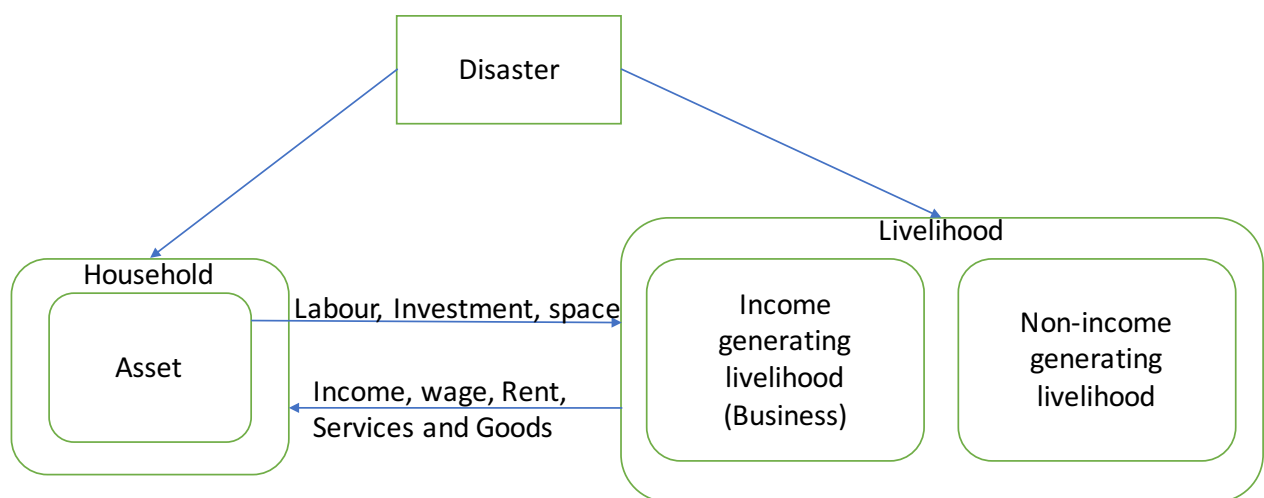 Disaster
Livelihood
Household
Labour, Investment, space
Asset
Income, wage, Rent,
Services and Goods
Income
generating
livelihood
(Business)
Non-income
generating
livelihood